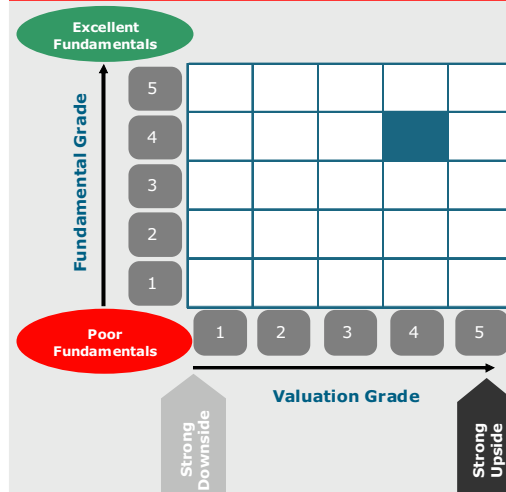 Excellent
Fundamentals
Fundamental Grade
5
4
3
2
1
Poor
Fundamentals
1
2
3
4
5
Valuation Grade
Strong
Downside
Strong
Upside